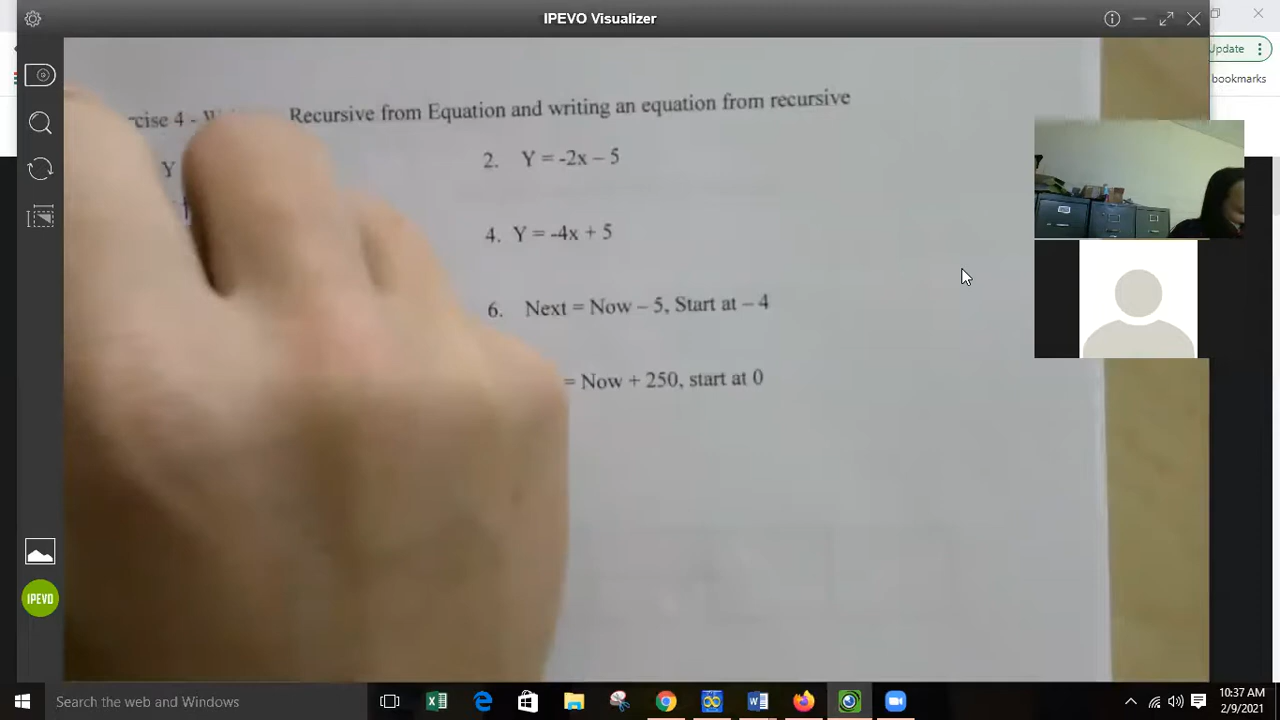 IPEVO Visualizer
Update
bookmarks
rcise 4 - Recursive from Equation and writing an equation from recursive
Y
2. Y = -2x – 5
4. Y = -4x + 5
6. Next = Now – 5, Start at – 4
= Now + 250, start at 0
IPEVO
Search the web and Windows
10:37 AM
2/9/2021